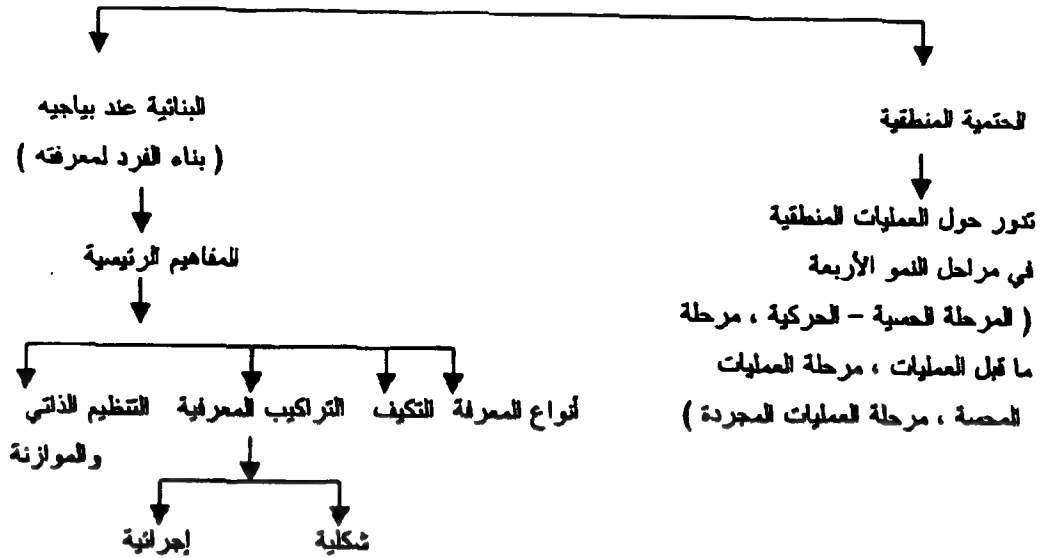 الحتمية المنطقية
تدور حول العمليات المنطقية
في مراحل النمو الأربعة
( المرحلة الحسية – الحركية ، مرحلة
ما قبل العمليات ، مرحلة العمليات
المحسة ، مرحلة العمليات المجردة )
البنائية عند بياجيه
( بناء الفرد لمعرفته )
المفاهيم الرئيسية
أنواع المعرفة
التكيف
التراكيب المعرفية
التنظيم الذاتي
والموازنة
شكلية
إجرائية